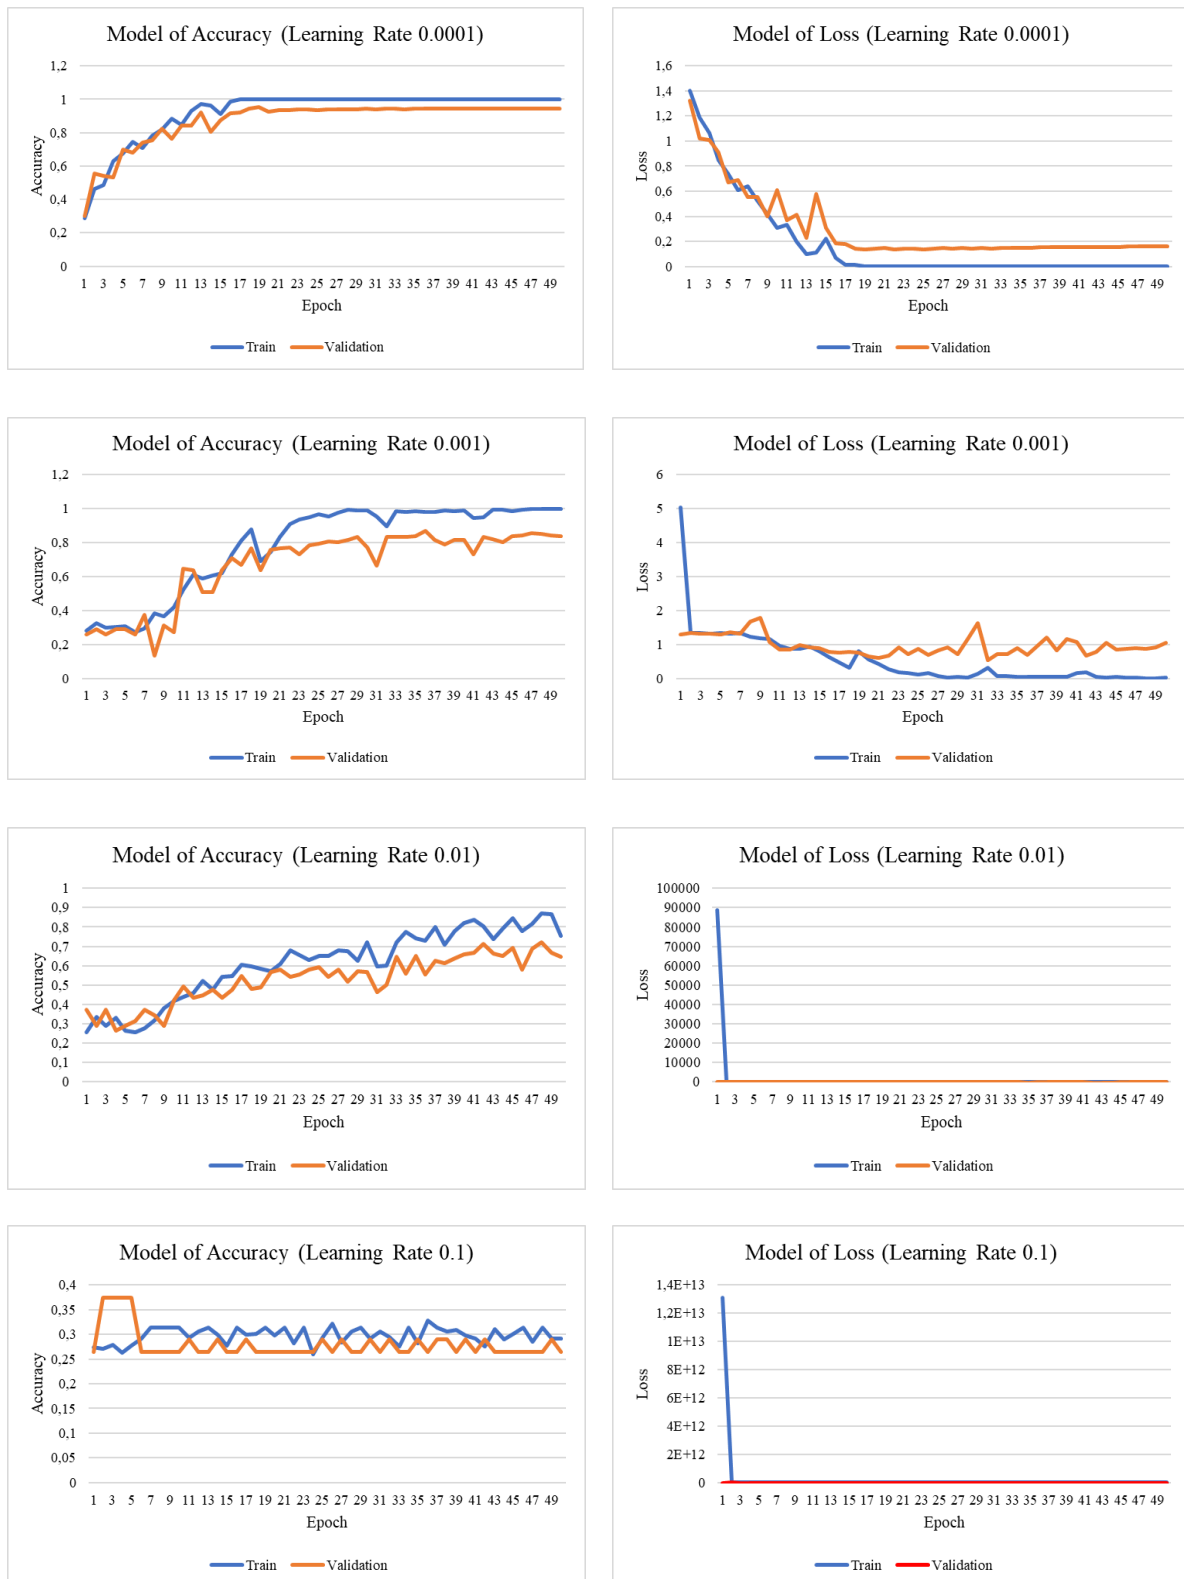 Model of Accuracy (Learning Rate 0.0001)
1,2
1
0,8
0,6
0,4
0,2
0
Accuracy
1 3 5 7 9 11 13 15 17 19 21 23 25 27 29 31 33 35 37 39 41 43 45 47 49
Epoch
Train Validation
Model of Loss (Learning Rate 0.0001)
1,6
1,4
1,2
1
0,8
0,6
0,4
0,2
0
Loss
1 3 5 7 9 11 13 15 17 19 21 23 25 27 29 31 33 35 37 39 41 43 45 47 49
Epoch
Train Validation
Model of Accuracy (Learning Rate 0.001)
1,2
1
0,8
0,6
0,4
0,2
0
Accuracy
1 3 5 7 9 11 13 15 17 19 21 23 25 27 29 31 33 35 37 39 41 43 45 47 49
Epoch
Train Validation
Model of Loss (Learning Rate 0.001)
6
5
4
3
2
1
0
Loss
1 3 5 7 9 11 13 15 17 19 21 23 25 27 29 31 33 35 37 39 41 43 45 47 49
Epoch
Train Validation
Model of Accuracy (Learning Rate 0.01)
1
0,9
0,8
0,7
0,6
0,5
0,4
0,3
0,2
0,1
0
Accuracy
1 3 5 7 9 11 13 15 17 19 21 23 25 27 29 31 33 35 37 39 41 43 45 47 49
Epoch
Train Validation
Model of Loss (Learning Rate 0.01)
100000
90000
80000
70000
60000
50000
40000
30000
20000
10000
0
Loss
1 3 5 7 9 11 13 15 17 19 21 23 25 27 29 31 33 35 37 39 41 43 45 47 49
Epoch
Train Validation
Model of Accuracy (Learning Rate 0.1)
0,4
0,35
0,3
0,25
0,2
0,15
0,1
0,05
0
Accuracy
1 3 5 7 9 11 13 15 17 19 21 23 25 27 29 31 33 35 37 39 41 43 45 47 49
Epoch
Train Validation
Model of Loss (Learning Rate 0.1)
1,4E+13
1,2E+13
1E+13
8E+12
6E+12
4E+12
2E+12
0
Loss
1 3 5 7 9 11 13 15 17 19 21 23 25 27 29 31 33 35 37 39 41 43 45 47 49
Epoch
Train Validation